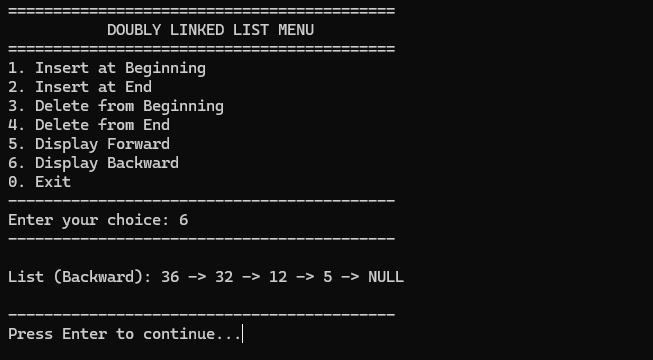 ===========================================
           DOUBLY LINKED LIST MENU
===========================================
1. Insert at Beginning
2. Insert at End
3. Delete from Beginning
4. Delete from End
5. Display Forward
6. Display Backward
0. Exit
-------------------------------------------
Enter your choice: 6
-------------------------------------------
List (Backward): 36 -> 32 -> 12 -> 5 -> NULL
-------------------------------------------
Press Enter to continue...